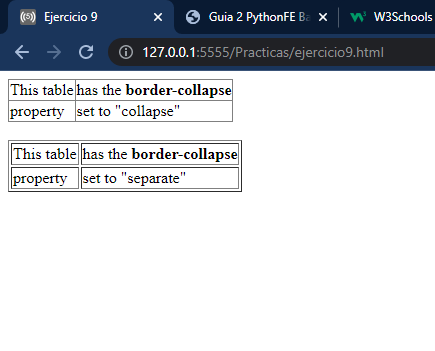 Ejercicio 9
Guia 2 PythonFE Ba
W3Schools
127.0.0.1:5555/Practicas/ejercicio9.html
This table has the border-collapse
property set to "collapse"
This table has the border-collapse
property set to "separate"